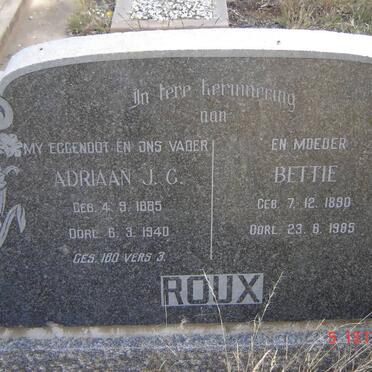 In tere herinnering
aan
MY EGGENOOT EN ONS VADER
ADRIAAN J. C.
GEB. 4. 9. 1885
OORL. 6. 3. 1940
GES. 160 VERS 3.
EN MOEDER
BETTIE
GEB. 7. 12. 1890
OORL. 23. 6. 1985
ROUX